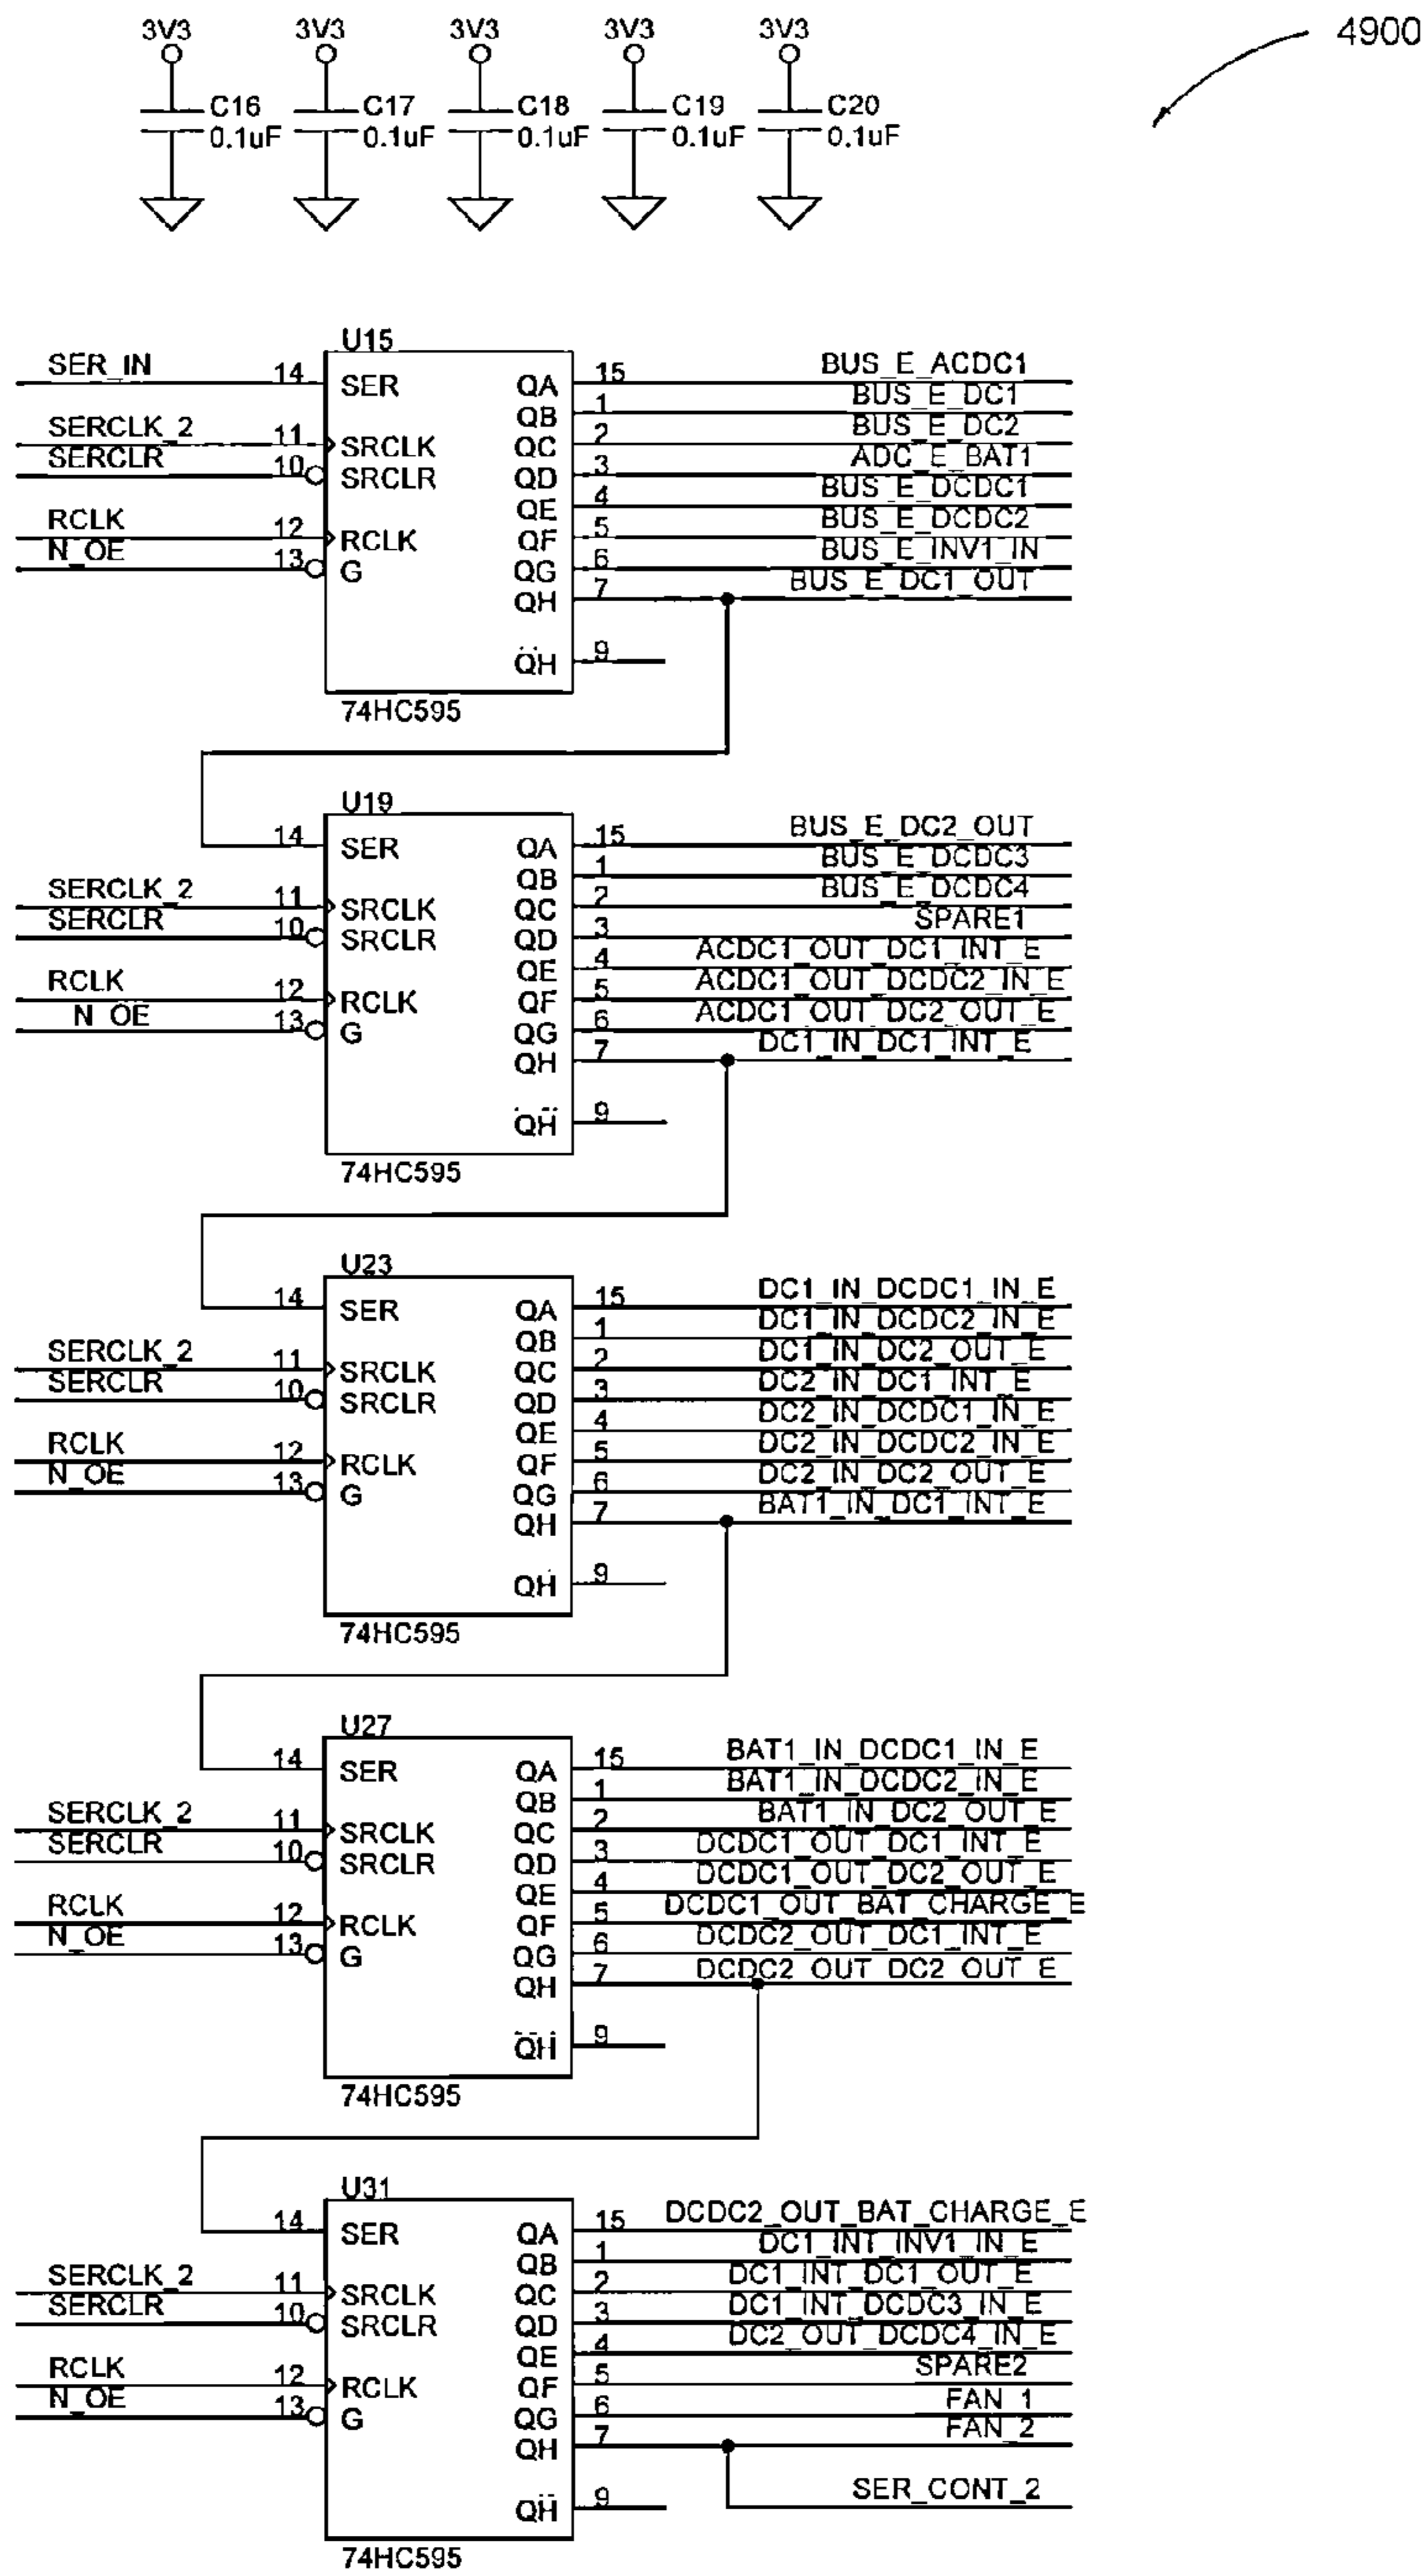 4900
3V3 3V3 3V3 3V3 3V3
C16 C17 C18 C19 C20
0.1uF 0.1uF 0.1uF 0.1uF 0.1uF
U15
SER_IN 14 SER QA 15 BUS_E_ACDC1
QB 1 BUS_E_DC1
SERCLK_2 11 SRCLK QC 2 BUS_E_DC2
SERCLR 10 SRCLR QD 3 ADC_E_BAT1
QE 4 BUS_E_DCDC1
RCLK 12 RCLK QF 5 BUS_E_DCDC2
N_OE 13 G QG 6 BUS_E_INV1_IN
QH 7 BUS_E_DC1_OUT
QH 9
74HC595
U19
14 SER QA 15 BUS_E_DC2_OUT
QB 1 BUS_E_DCDC3
SERCLK_2 11 SRCLK QC 2 BUS_E_DCDC4
SERCLR 10 SRCLR QD 3 SPARE1
QE 4 ACDC1_OUT_DC1_INT_E
RCLK 12 RCLK QF 5 ACDC1_OUT_DCDC2_IN_E
N_OE 13 G QG 6 ACDC1_OUT_DC2_OUT_E
QH 7 DC1_IN_DC1_INT_E
QH 9
74HC595
U23
14 SER QA 15 DC1_IN_DCDC1_IN_E
QB 1 DC1_IN_DCDC2_IN_E
SERCLK_2 11 SRCLK QC 2 DC1_IN_DC2_OUT_E
SERCLR 10 SRCLR QD 3 DC2_IN_DC1_INT_E
QE 4 DC2_IN_DCDC1_IN_E
RCLK 12 RCLK QF 5 DC2_IN_DCDC2_IN_E
N_OE 13 G QG 6 DC2_IN_DC2_OUT_E
QH 7 BAT1_IN_DC1_INT_E
QH 9
74HC595
U27
14 SER QA 15 BAT1_IN_DCDC1_IN_E
QB 1 BAT1_IN_DCDC2_IN_E
SERCLK_2 11 SRCLK QC 2 BAT1_IN_DC2_OUT_E
SERCLR 10 SRCLR QD 3 DCDC1_OUT_DC1_INT_E
QE 4 DCDC1_OUT_DC2_OUT_E
RCLK 12 RCLK QF 5 DCDC1_OUT_BAT_CHARGE_E
N_OE 13 G QG 6 DCDC2_OUT_DC1_INT_E
QH 7 DCDC2_OUT_DC2_OUT_E
QH 9
74HC595
U31
14 SER QA 15 DCDC2_OUT_BAT_CHARGE_E
QB 1 DC1_INT_INV1_IN_E
SERCLK_2 11 SRCLK QC 2 DC1_INT_DC1_OUT_E
SERCLR 10 SRCLR QD 3 DC1_INT_DCDC3_IN_E
QE 4 DC2_OUT_DCDC4_IN_E
RCLK 12 RCLK QF 5 SPARE2
N_OE 13 G QG 6 FAN_1
QH 7 FAN_2
SER_CONT_2
QH 9
74HC595